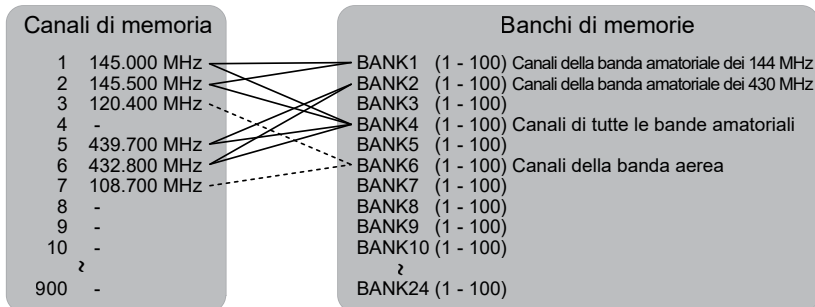 Canali di memoria
1 145.000 MHz
2 145.500 MHz
3 120.400 MHz
4 -
5 439.700 MHz
6 432.800 MHz
7 108.700 MHz
8 -
9 -
10 -
~
900 -
Banchi di memorie
BANK1 (1 - 100) Canali della banda amatoriale dei 144 MHz
BANK2 (1 - 100) Canali della banda amatoriale dei 430 MHz
BANK3 (1 - 100)
BANK4 (1 - 100) Canali di tutte le bande amatoriali
BANK5 (1 - 100)
BANK6 (1 - 100) Canali della banda aerea
BANK7 (1 - 100)
BANK8 (1 - 100)
BANK9 (1 - 100)
BANK10 (1 - 100)
~
BANK24 (1 - 100)